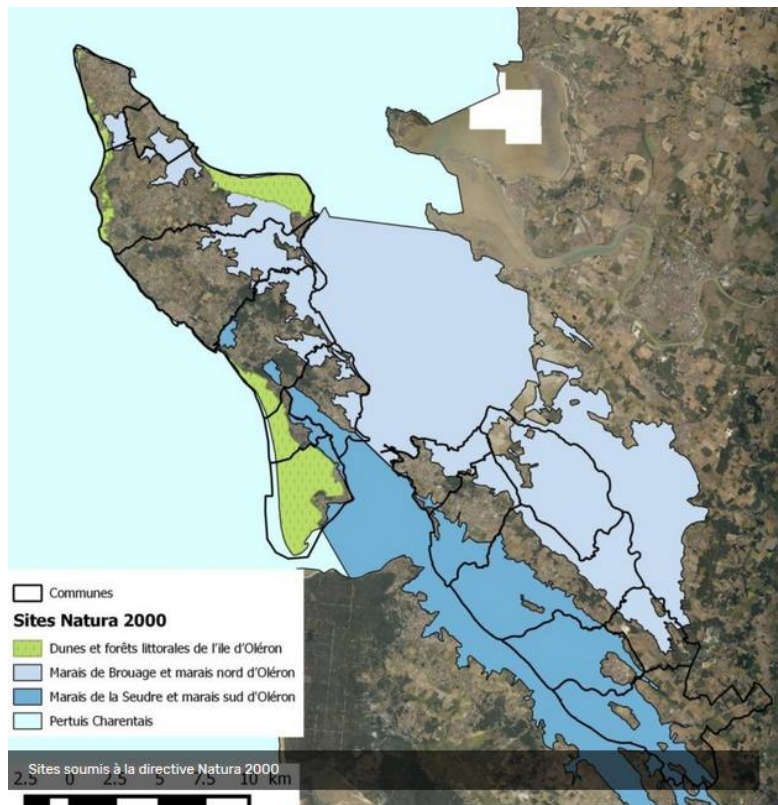 Communes
Sites Natura 2000
Dunes et forêts littorales de l'île d'Oléron
Marais de Brouage et marais nord d'Oléron
Marais de la Seudre et marais sud d'Oléron
Pertuis Charentais
Sites soumis à la directive Natura 2000
2.5 0 2.5 5 7.5 10 km